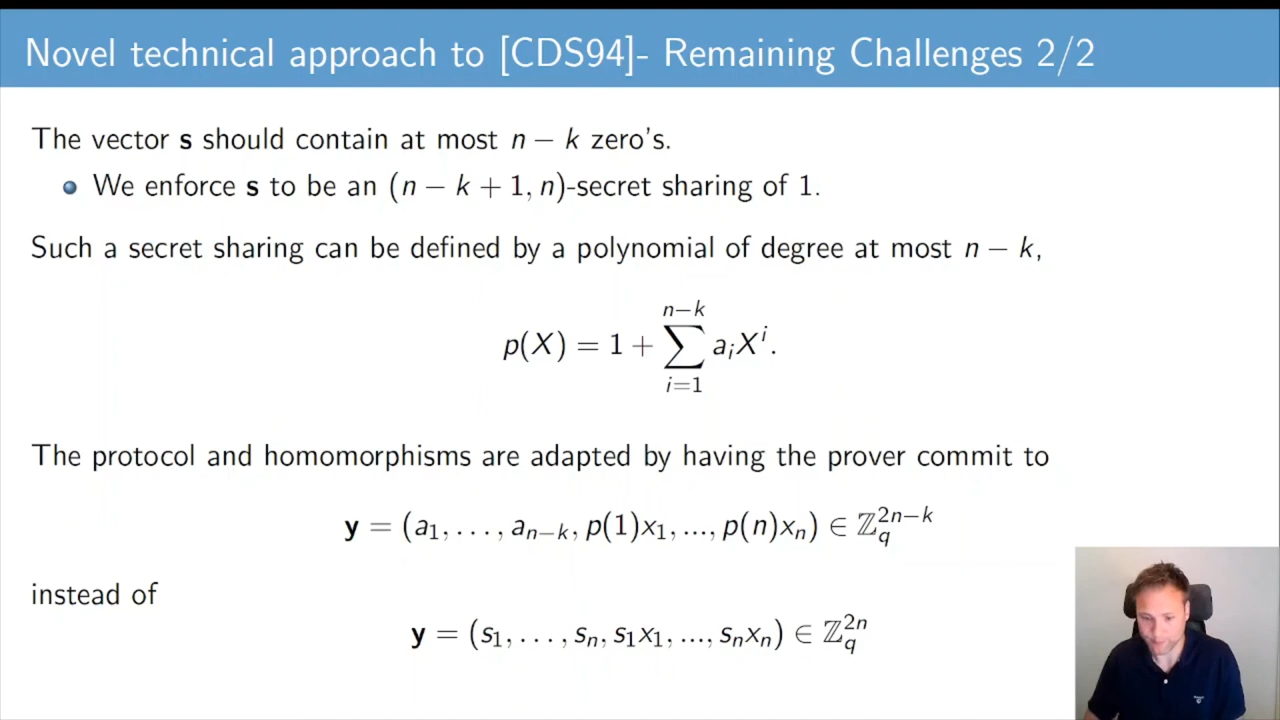 Novel technical approach to [CDS94]- Remaining Challenges 2/2
The vector s should contain at most n − k zero's.
We enforce s to be an (n − k + 1, n)-secret sharing of 1.
Such a secret sharing can be defined by a polynomial of degree at most n − k,
p(X) = 1 + ∑_{i=1}^{n−k} a_i X^i.
The protocol and homomorphisms are adapted by having the prover commit to
y = (a_1, . . . , a_{n−k}, p(1)x_1, ..., p(n)x_n) ∈ ℤ_q^{2n−k}
instead of
y = (s_1, . . . , s_n, s_1x_1, ..., s_nx_n) ∈ ℤ_q^{2n}